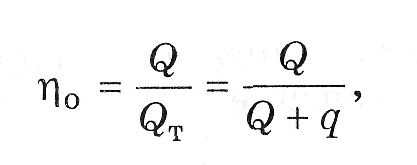 η₀ = Q/Q_т = Q/(Q + q),